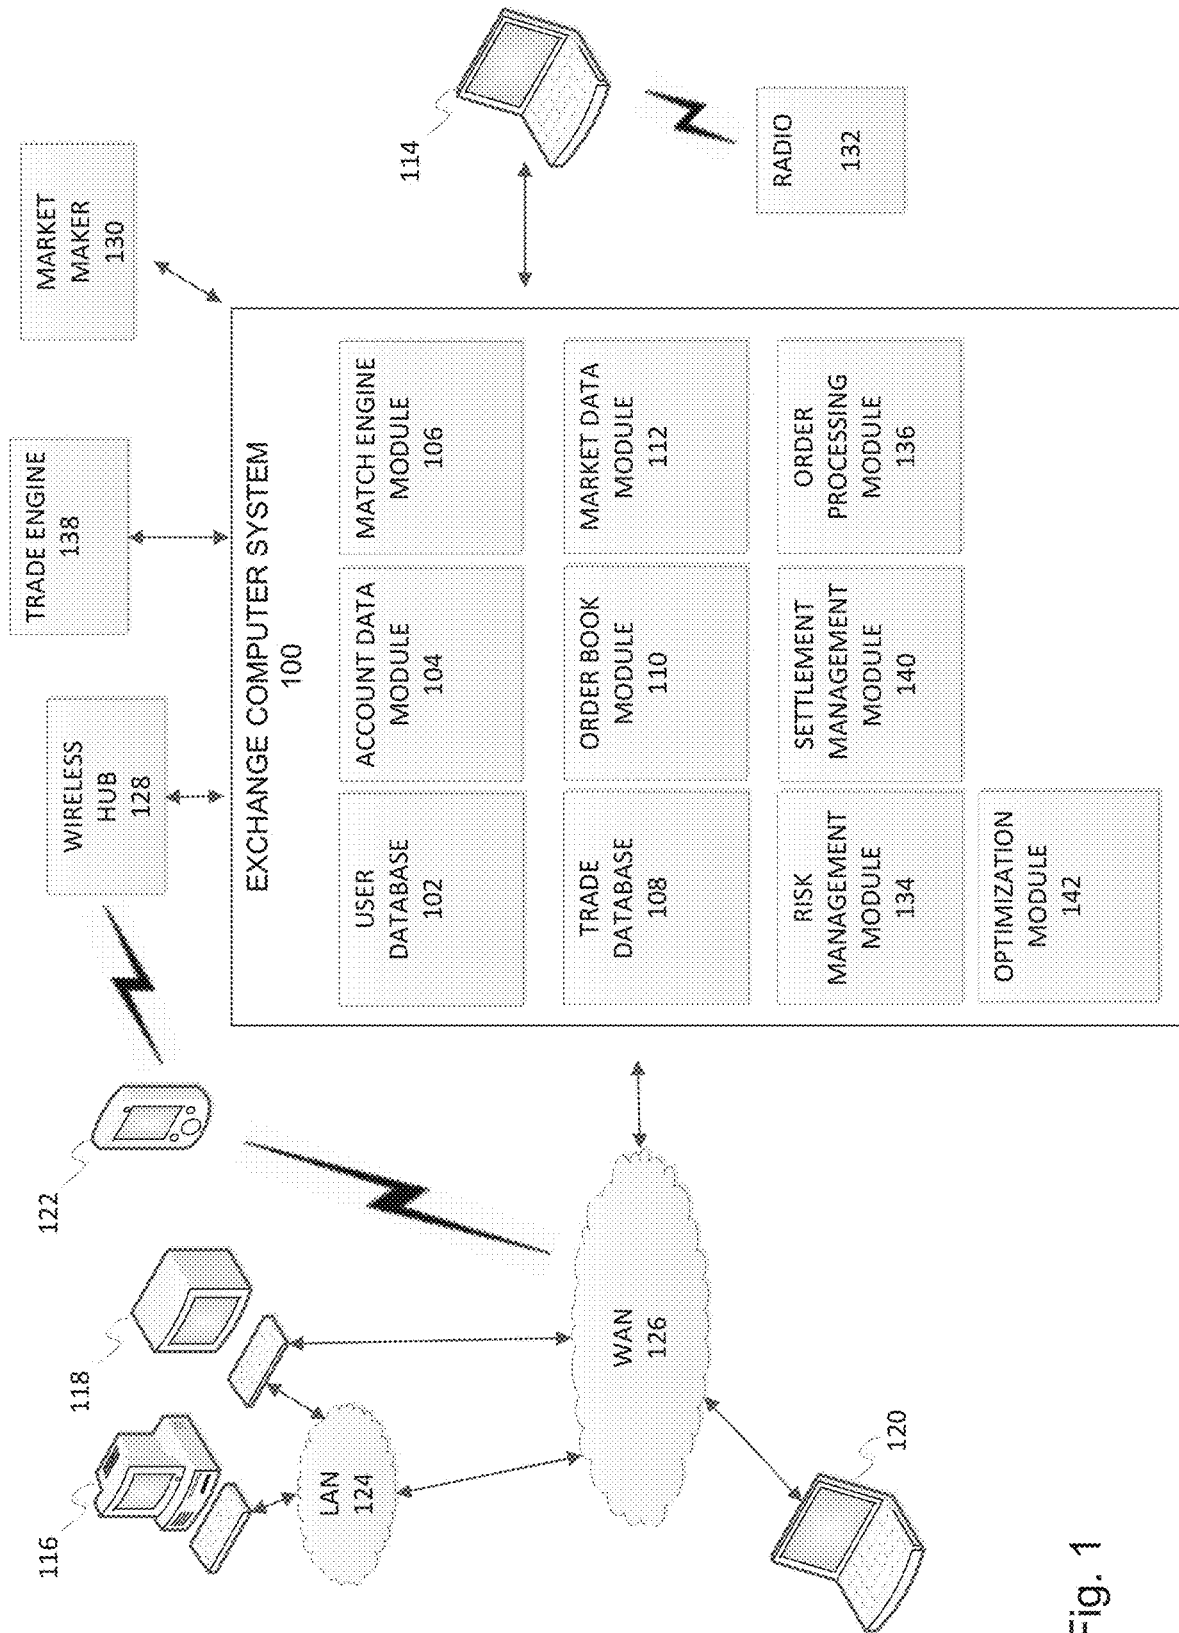 TRADE ENGINE
138
MARKET
MAKER
130
WIRELESS
HUB
128
122
118
116
114
EXCHANGE COMPUTER SYSTEM
100
USER
DATABASE
102
ACCOUNT DATA
MODULE
104
MATCH ENGINE
MODULE
106
TRADE
DATABASE
108
ORDER BOOK
MODULE
110
MARKET DATA
MODULE
112
RISK
MANAGEMENT
MODULE
134
SETTLEMENT
MANAGEMENT
MODULE
140
ORDER
PROCESSING
MODULE
136
OPTIMIZATION
MODULE
142
LAN
124
WAN
126
RADIO
132
120
Fig. 1